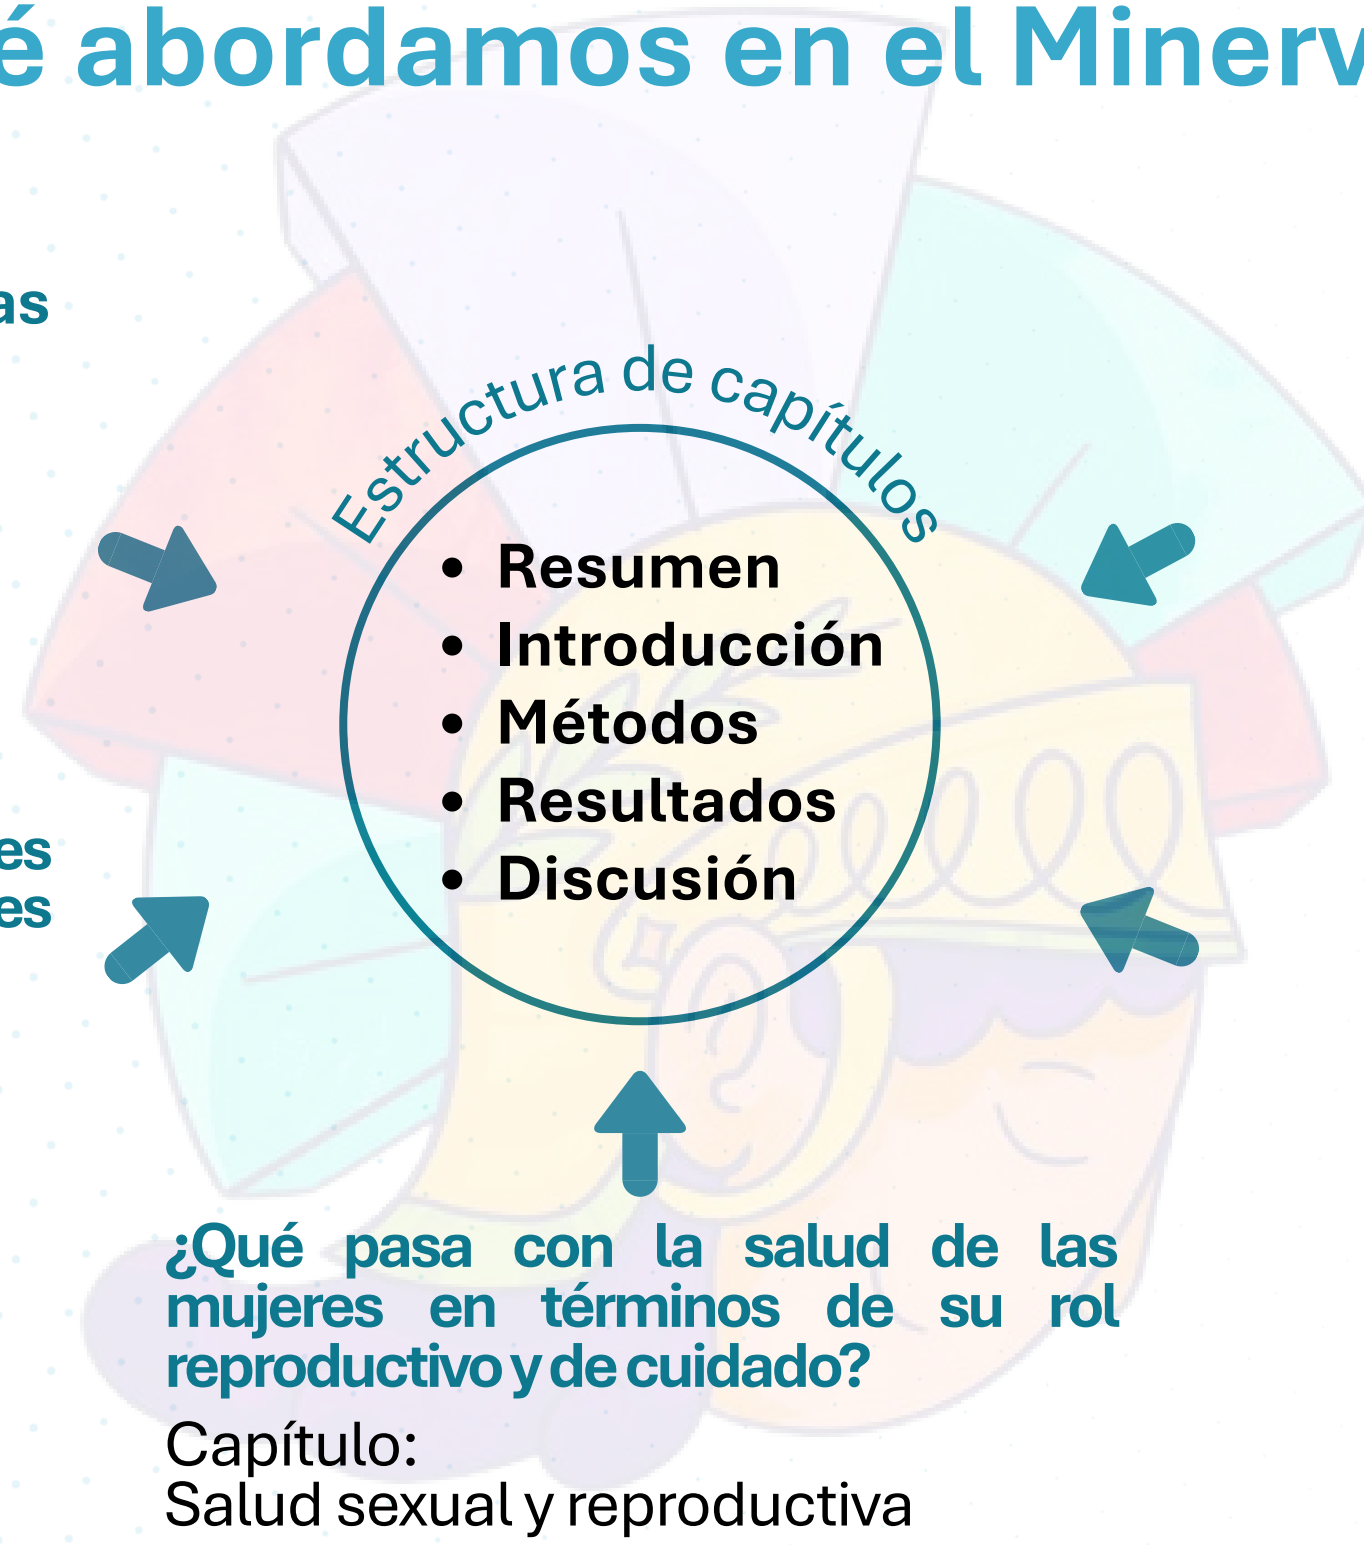 é abordamos en el Minerv
as
Estructura de capítulos
• Resumen
• Introducción
• Métodos
• Resultados
• Discusión
es
es
¿Qué pasa con la salud de las
mujeres en términos de su rol
reproductivo y de cuidado?
Capítulo:
Salud sexual y reproductiva